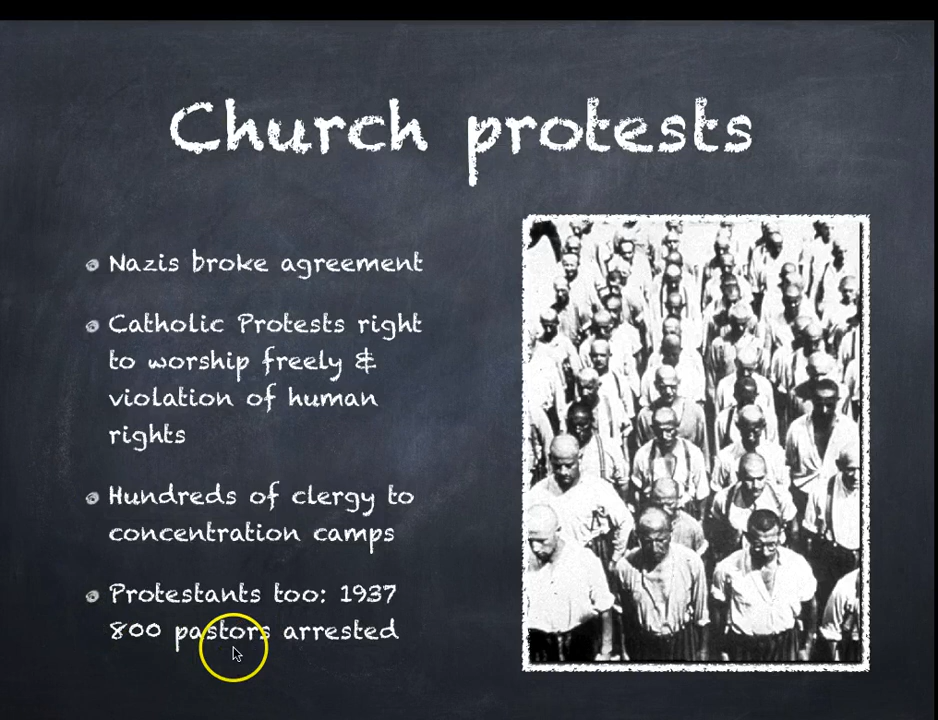 Church protests
Nazis broke agreement
Catholic Protests right
to worship freely &
violation of human
rights
Hundreds of clergy to
concentration camps
Protestants too: 1937
800 pastors arrested